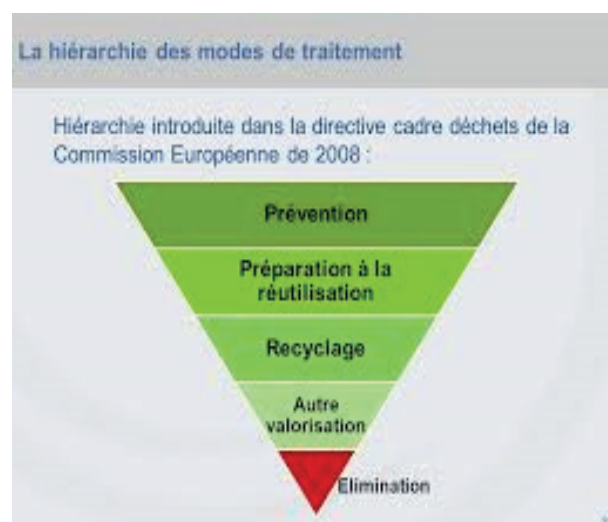 La hiérarchie des modes de traitement
Hiérarchie introduite dans la directive cadre déchets de la
Commission Européenne de 2008 :
Prévention
Préparation à la
réutilisation
Recyclage
Autre
valorisation
Elimination